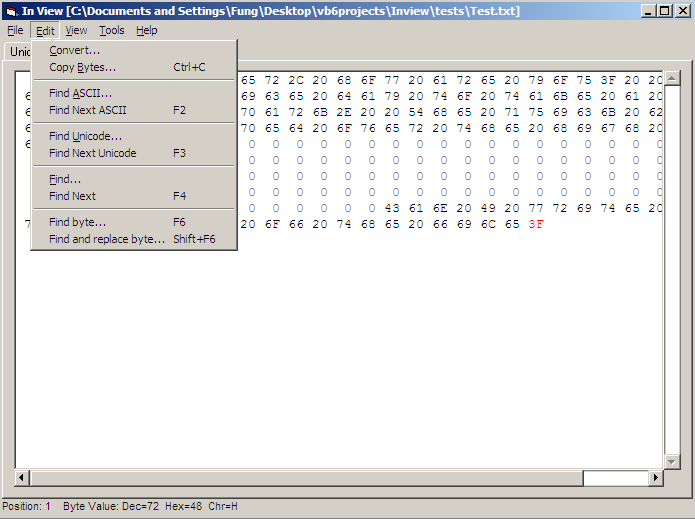 In View [C:\Documents and Settings\Fung\Desktop\vb6projects\Inview\tests\Test.txt]
File Edit View Tools Help
Convert...
Copy Bytes... Ctrl+C
Find ASCII...
Find Next ASCII F2
Find Unicode...
Find Next Unicode F3
Find...
Find Next F4
Find byte... F6
Find and replace byte... Shift+F6
65 72 2C 20 68 6F 77 20 61 72 65 20 79 6F 75 3F 20 20
69 63 65 20 64 61 79 20 74 6F 20 74 61 6B 65 20 61 20
70 61 72 6B 2E 20 20 54 68 65 20 71 75 69 63 6B 20 62
70 65 64 20 6F 76 65 72 20 74 68 65 20 68 69 67 68 20
0 0 0 0 0 0 0 0 0 0 0 0 0 0 0 0 0 0
0 0 0 0 0 0 0 0 0 0 0 0 0 0 0 0 0 0
0 0 0 0 0 0 0 0 0 0 0 0 0 0 0 0 0 0
0 0 0 0 0 0 0 0 0 0 0 0 0 0 0 0 0 0
0 0 0 0 0 0 43 61 6E 20 49 20 77 72 69 74 65 20
20 6F 66 20 74 68 65 20 66 69 6C 65 3F
Position: 1 Byte Value: Dec=72 Hex=48 Chr=H